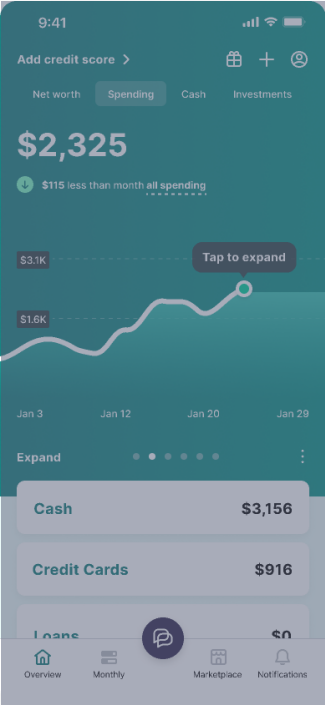 9:41
Add credit score
Net worth Spending Cash Investments
$2,325
$115 less than month all spending
Tap to expand
$3.1K
$1.6K
Jan 3 Jan 12 Jan 20 Jan 29
Expand
Cash $3,156
Credit Cards $916
Loans $0
Overview Monthly Marketplace Notifications